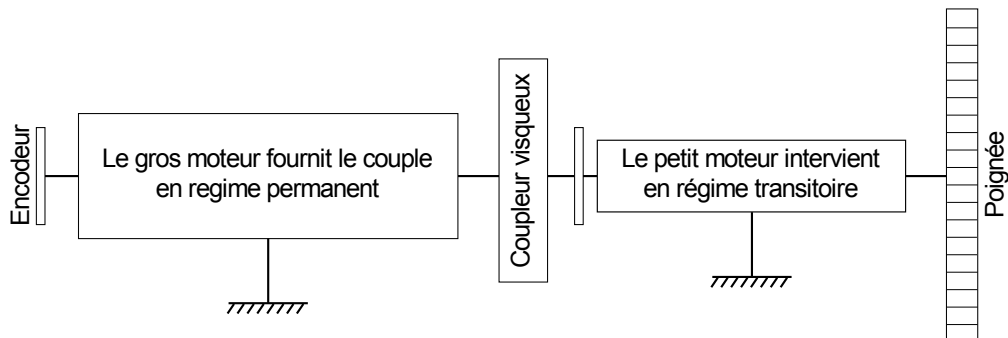 Encodeur
Le gros moteur fournit le couple
en regime permanent
Coupleur visqueux
Le petit moteur intervient
en régime transitoire
Poignée